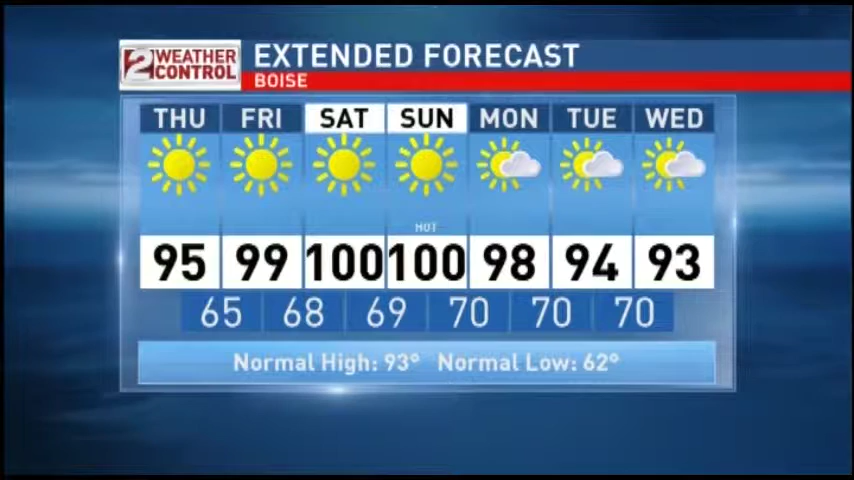 2 WEATHER
CONTROL
EXTENDED FORECAST
BOISE
THU FRI SAT SUN MON TUE WED
HOT
95 99 100 100 98 94 93
65 68 69 70 70 70
Normal High: 93° Normal Low: 62°